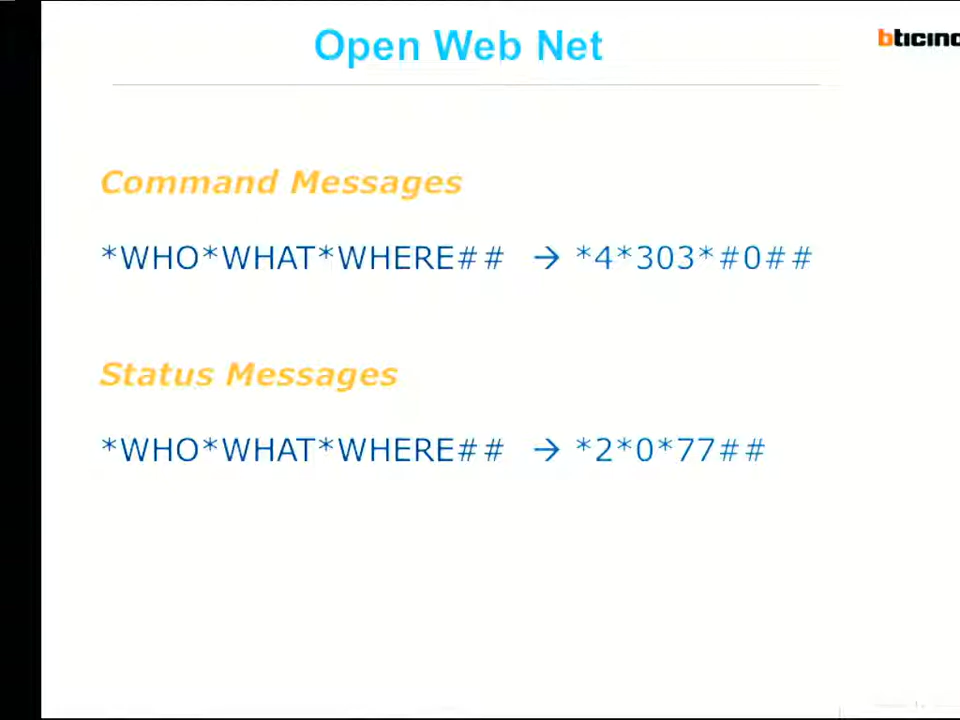 Open Web Net
bticino
Command Messages
*WHO*WHAT*WHERE## → *4*303*#0##
Status Messages
*WHO*WHAT*WHERE## → *2*0*77##